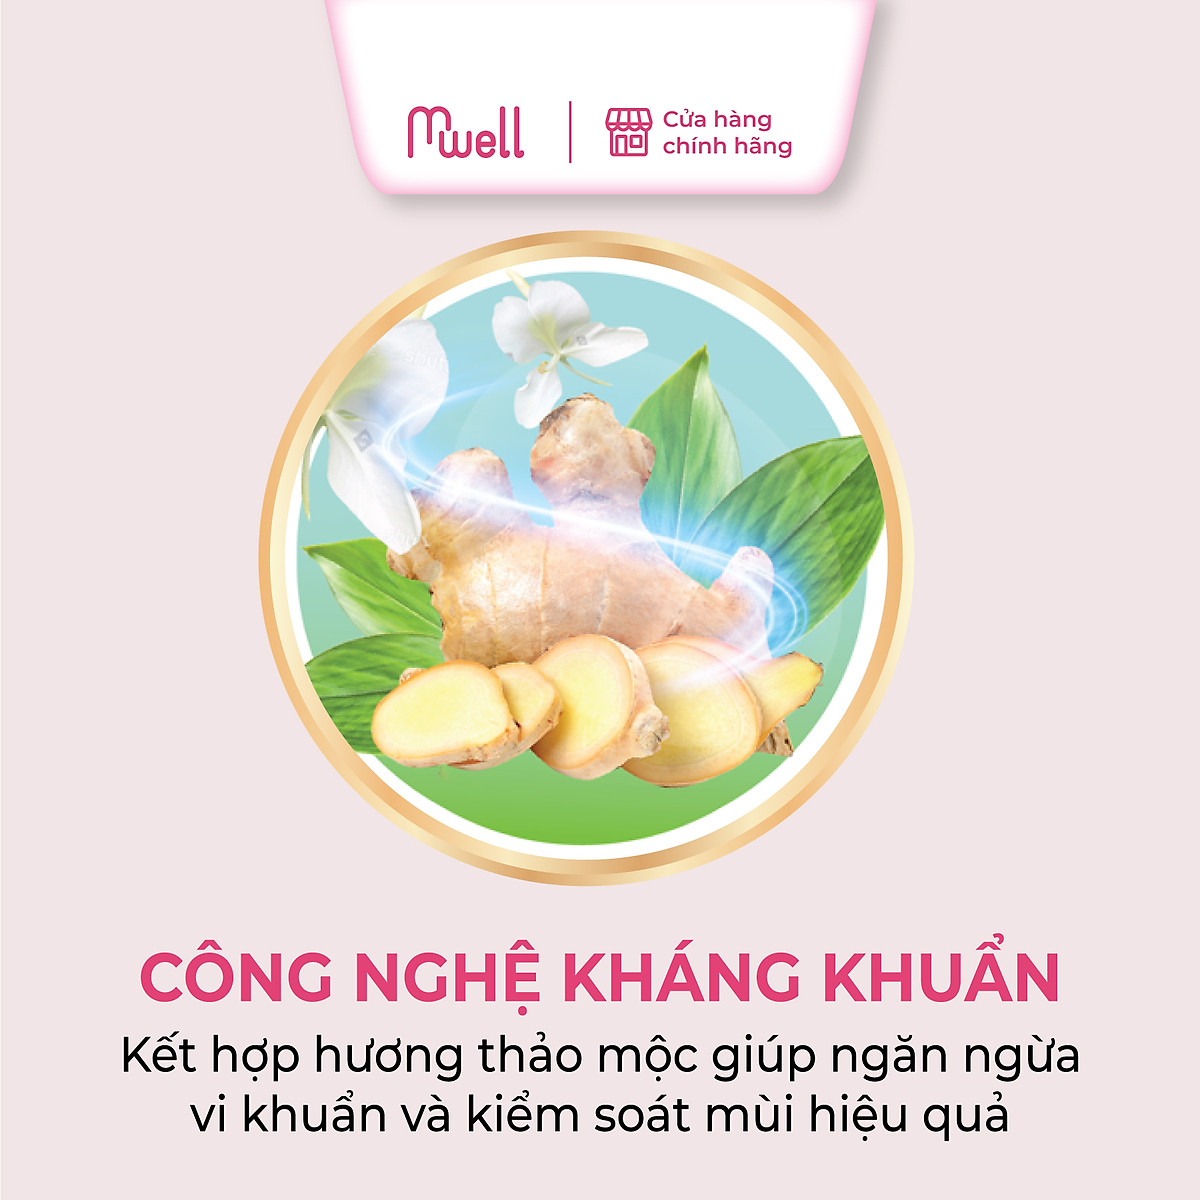 mwell
Cửa hàng
chính hãng
CÔNG NGHỆ KHÁNG KHUẨN
Kết hợp hương thảo mộc giúp ngăn ngừa
vi khuẩn và kiểm soát mùi hiệu quả